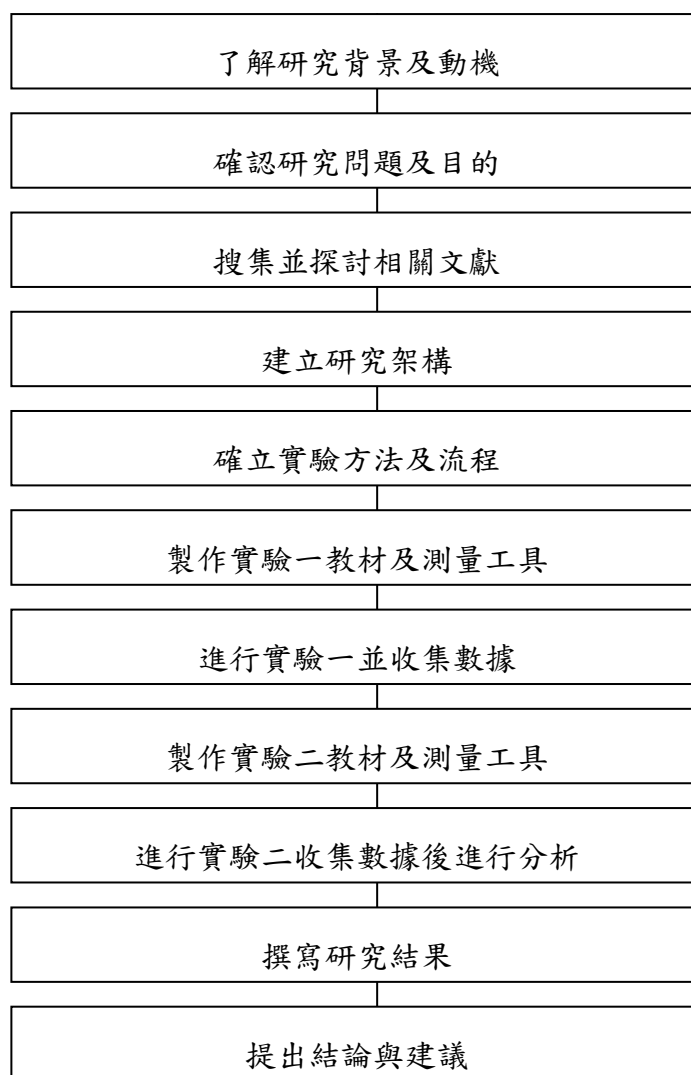 了解研究背景及動機
確認研究問題及目的
搜集並探討相關文獻
建立研究架構
確立實驗方法及流程
製作實驗一教材及測量工具
進行實驗一並收集數據
製作實驗二教材及測量工具
進行實驗二收集數據後進行分析
撰寫研究結果
提出結論與建議